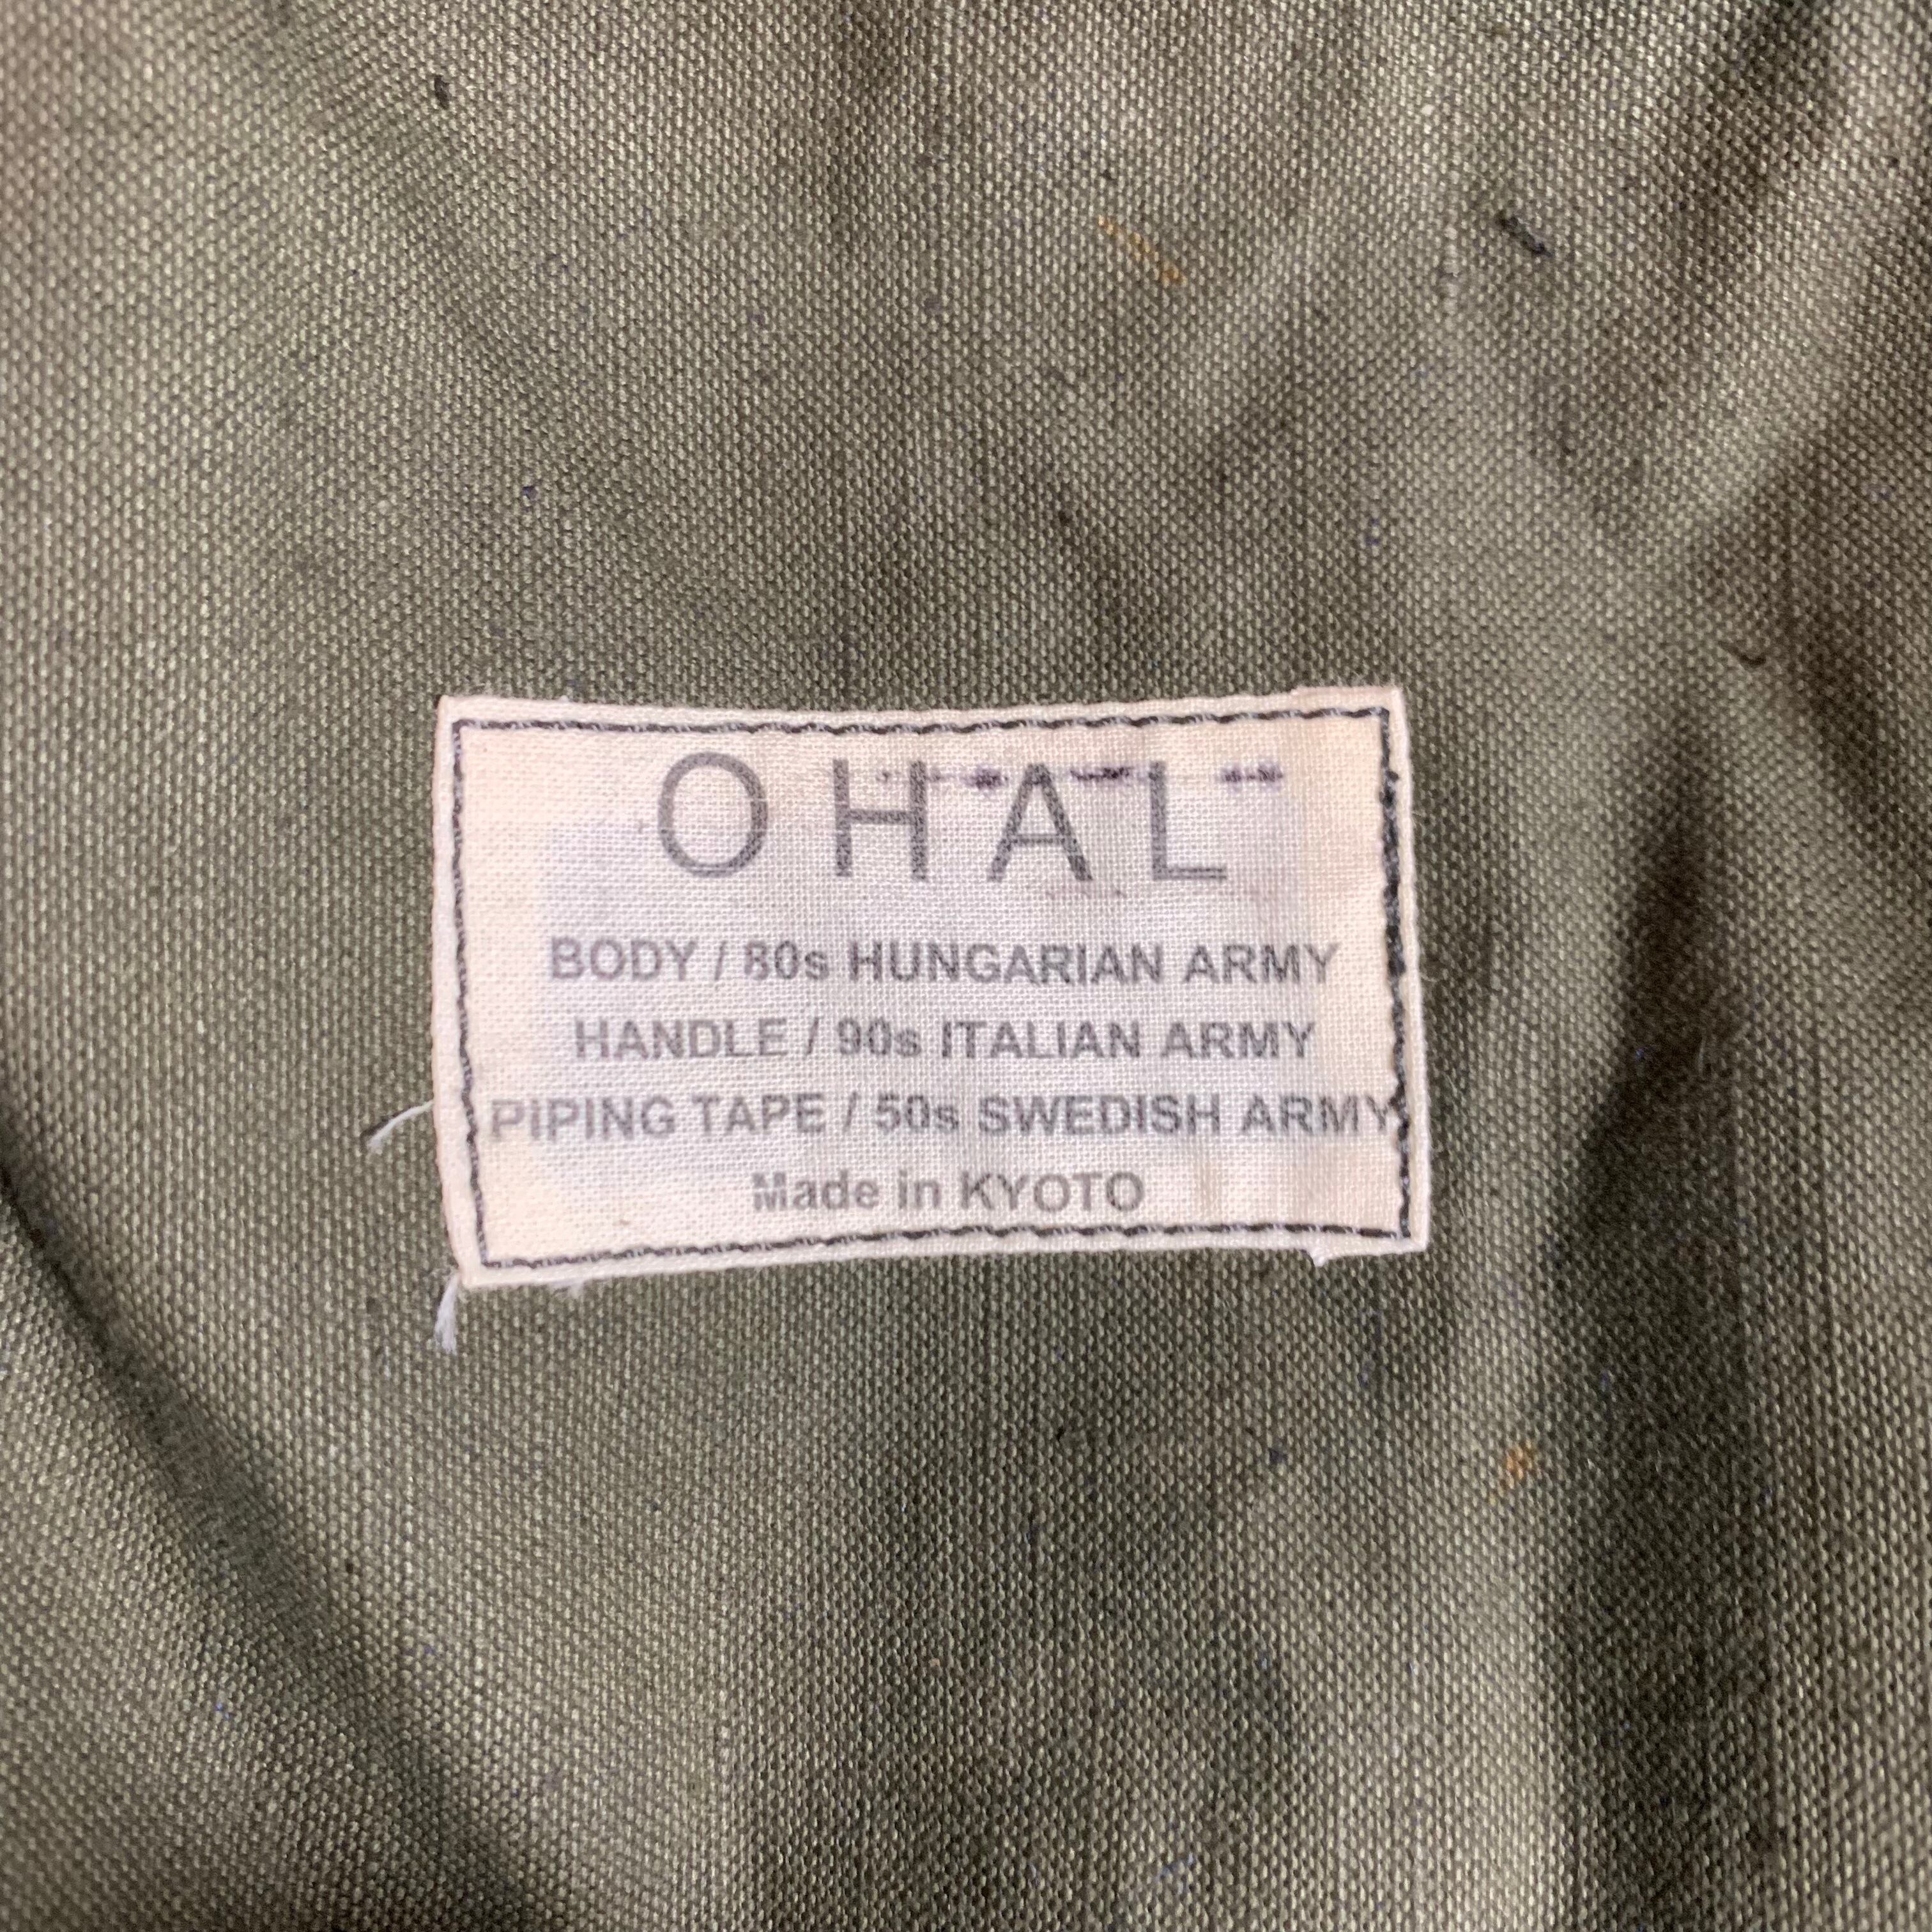 OHAL
BODY / 80s HUNGARIAN ARMY
HANDLE / 90s ITALIAN ARMY
PIPING TAPE / 50s SWEDISH ARMY
Made in KYOTO